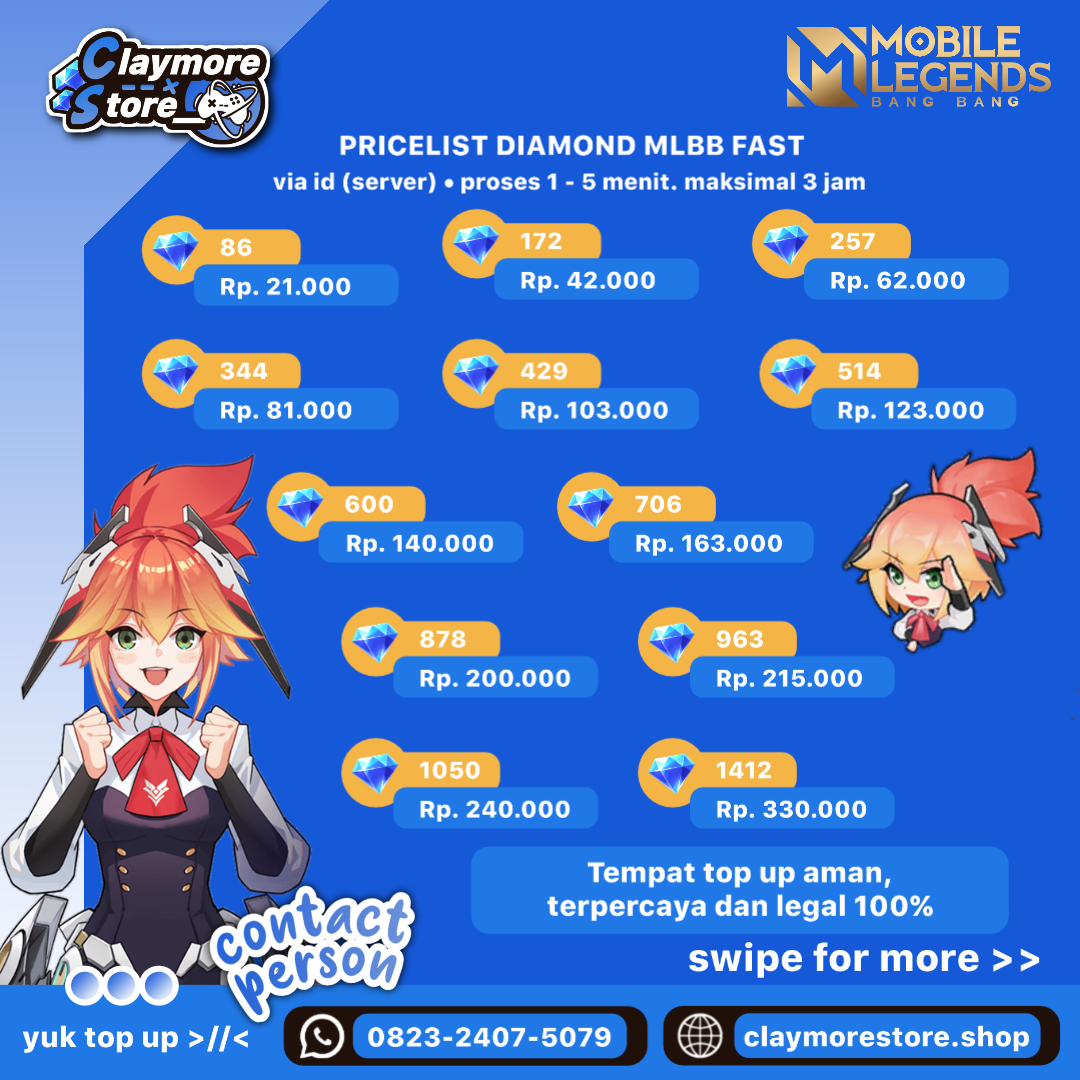 Claymore
Store_
MOBILE
LEGENDS
BANG BANG
PRICELIST DIAMOND MLBB FAST
via id (server) • proses 1 - 5 menit. maksimal 3 jam
86
Rp. 21.000
172
Rp. 42.000
257
Rp. 62.000
344
Rp. 81.000
429
Rp. 103.000
514
Rp. 123.000
600
Rp. 140.000
706
Rp. 163.000
878
Rp. 200.000
963
Rp. 215.000
1050
Rp. 240.000
1412
Rp. 330.000
Tempat top up aman,
terpercaya dan legal 100%
swipe for more >>
contact
person
yuk top up >//<
0823-2407-5079
claymorestore.shop